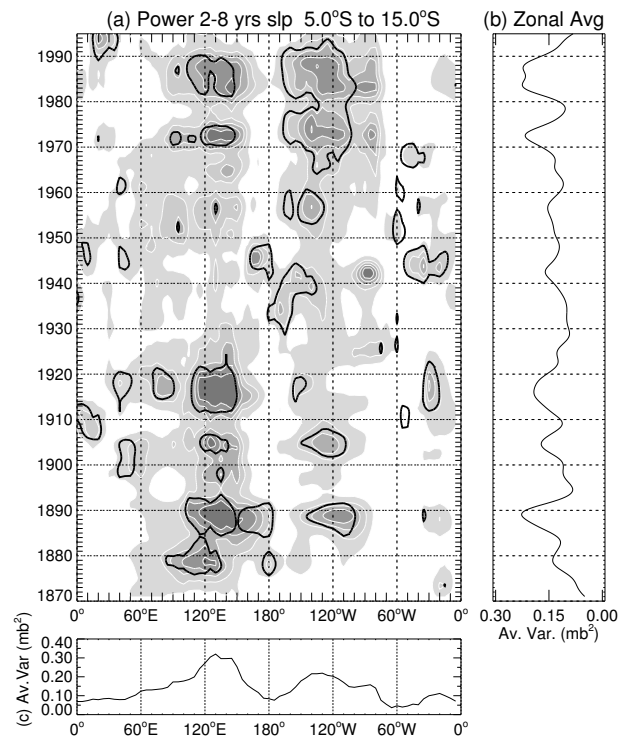 (a) Power 2-8 yrs slp 5.0°S to 15.0°S
(b) Zonal Avg
1995
1980
1970
1960
1950
1940
1930
1920
1910
1900
1890
1880
1870
0° 60°E 120°E 180° 120°W 60°W 0°
0.30 0.15 0.00
Av. Var. (mb²)
(c) Av.Var (mb²)
0.40
0.30
0.20
0.10
0.00
0° 60°E 120°E 180° 120°W 60°W 0°